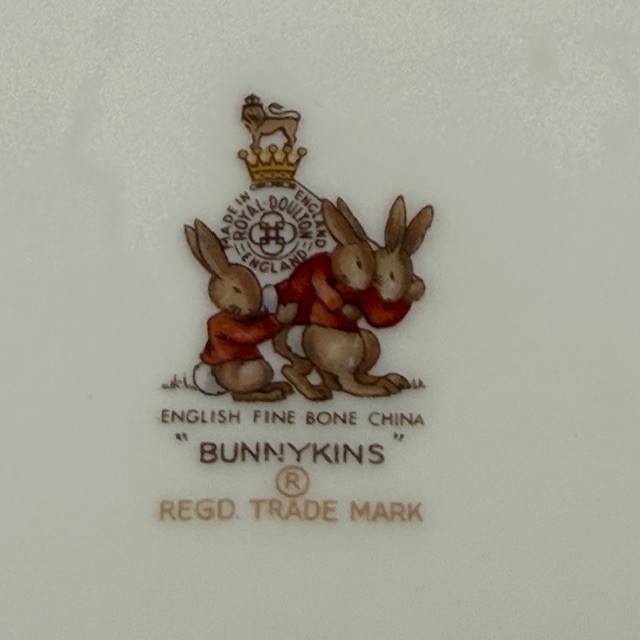 MADE IN ENGLAND
ROYAL·DOULTON
ENGLAND
ENGLISH FINE BONE CHINA
"BUNNYKINS"
®
REGD. TRADE MARK